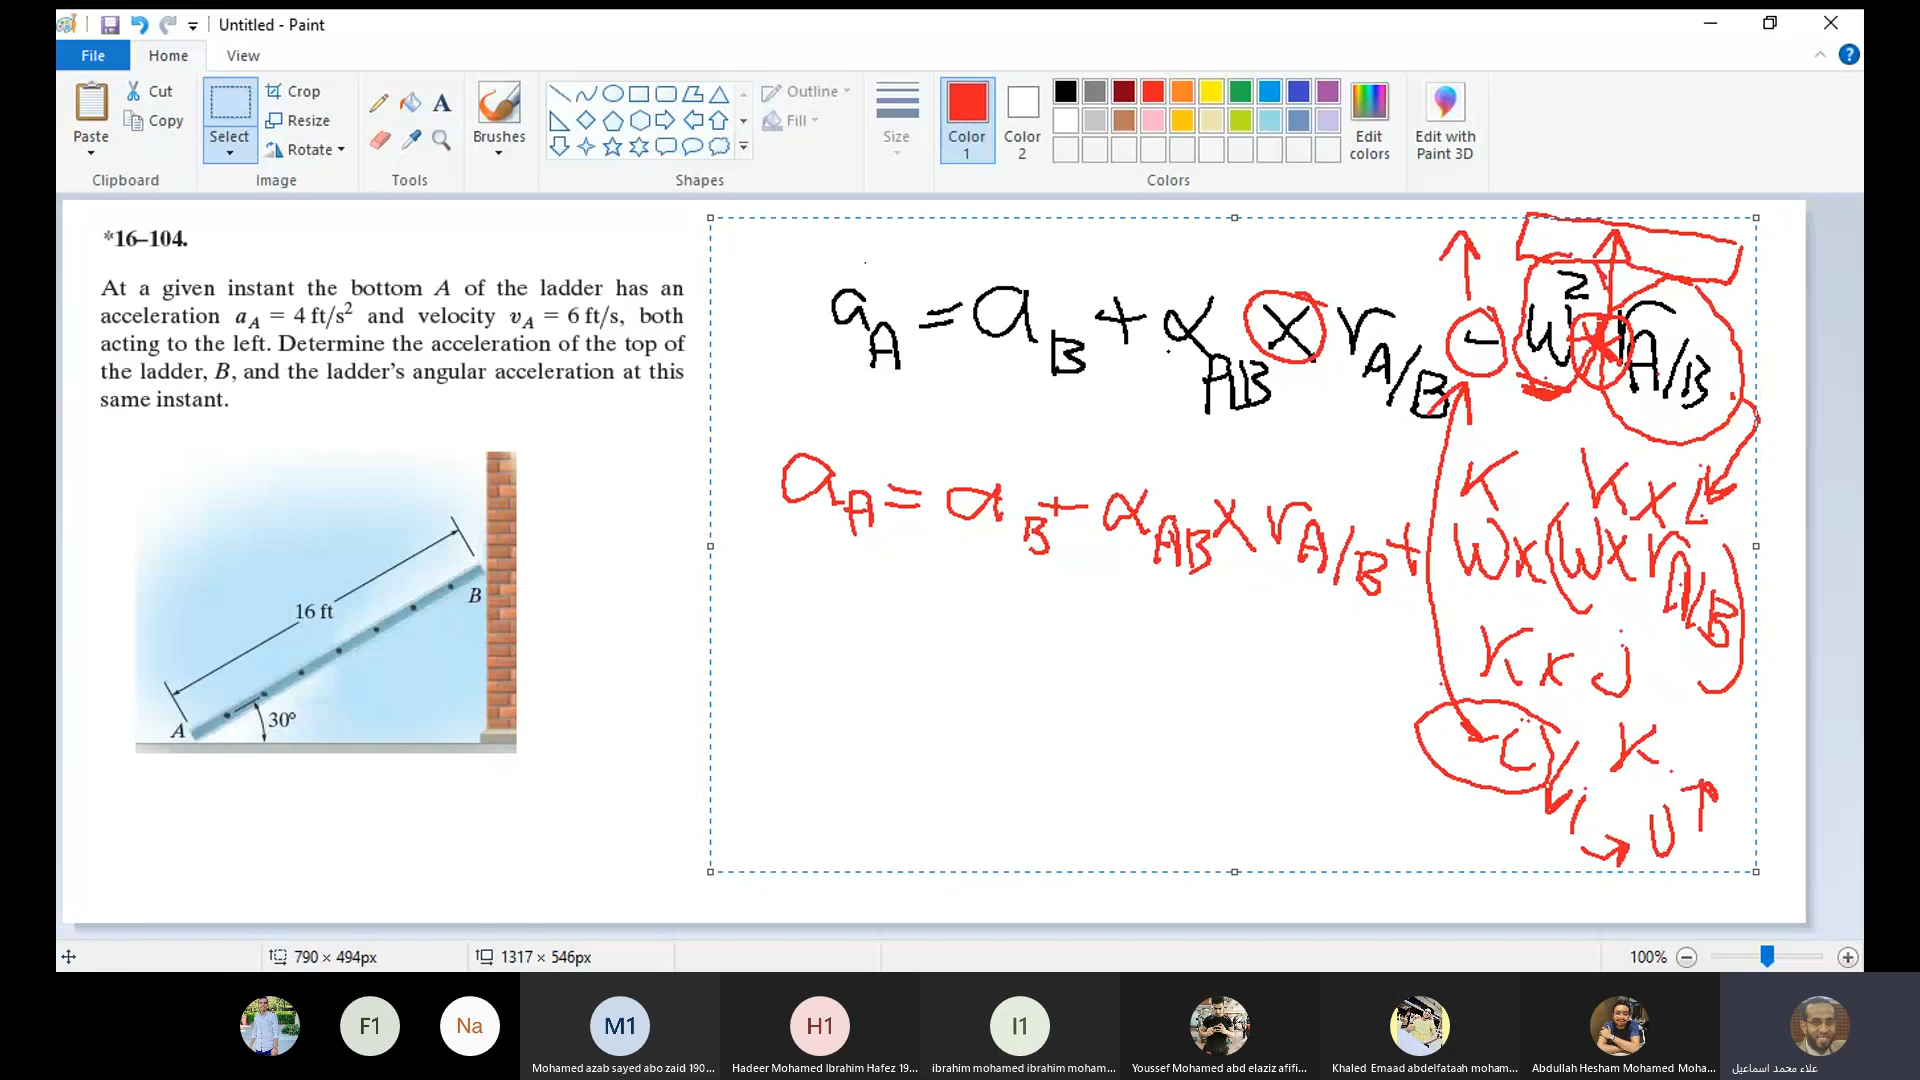 Untitled - Paint
File Home View
Paste Cut Copy
Clipboard
Select Crop Resize Rotate
Image
Tools
Brushes
Outline Fill
Shapes
Size
Color 1 Color 2
Edit colors
Edit with Paint 3D
Colors
*16–104.
At a given instant the bottom A of the ladder has an
acceleration a_A = 4 ft/s² and velocity v_A = 6 ft/s, both
acting to the left. Determine the acceleration of the top of
the ladder, B, and the ladder's angular acceleration at this
same instant.
16 ft
B
A
30°
a_A = a_B + α_AB × r_A/B - ω² * r_A/B
K K × i
a_A = a_B + α_AB × r_A/B + ω × (ω × r_A/B)
K × j
- i K
i j
790 × 494px
1317 × 546px
100%
F1
Na
M1
H1
I1
Mohamed azab sayed abo zaid 190...
Hadeer Mohamed Ibrahim Hafez 19...
ibrahim mohamed ibrahim moham...
Youssef Mohamed abd elaziz afifi...
Khaled Emaad abdelfataah moham...
Abdullah Hesham Mohamed Moha...
علاء محمد اسماعيل